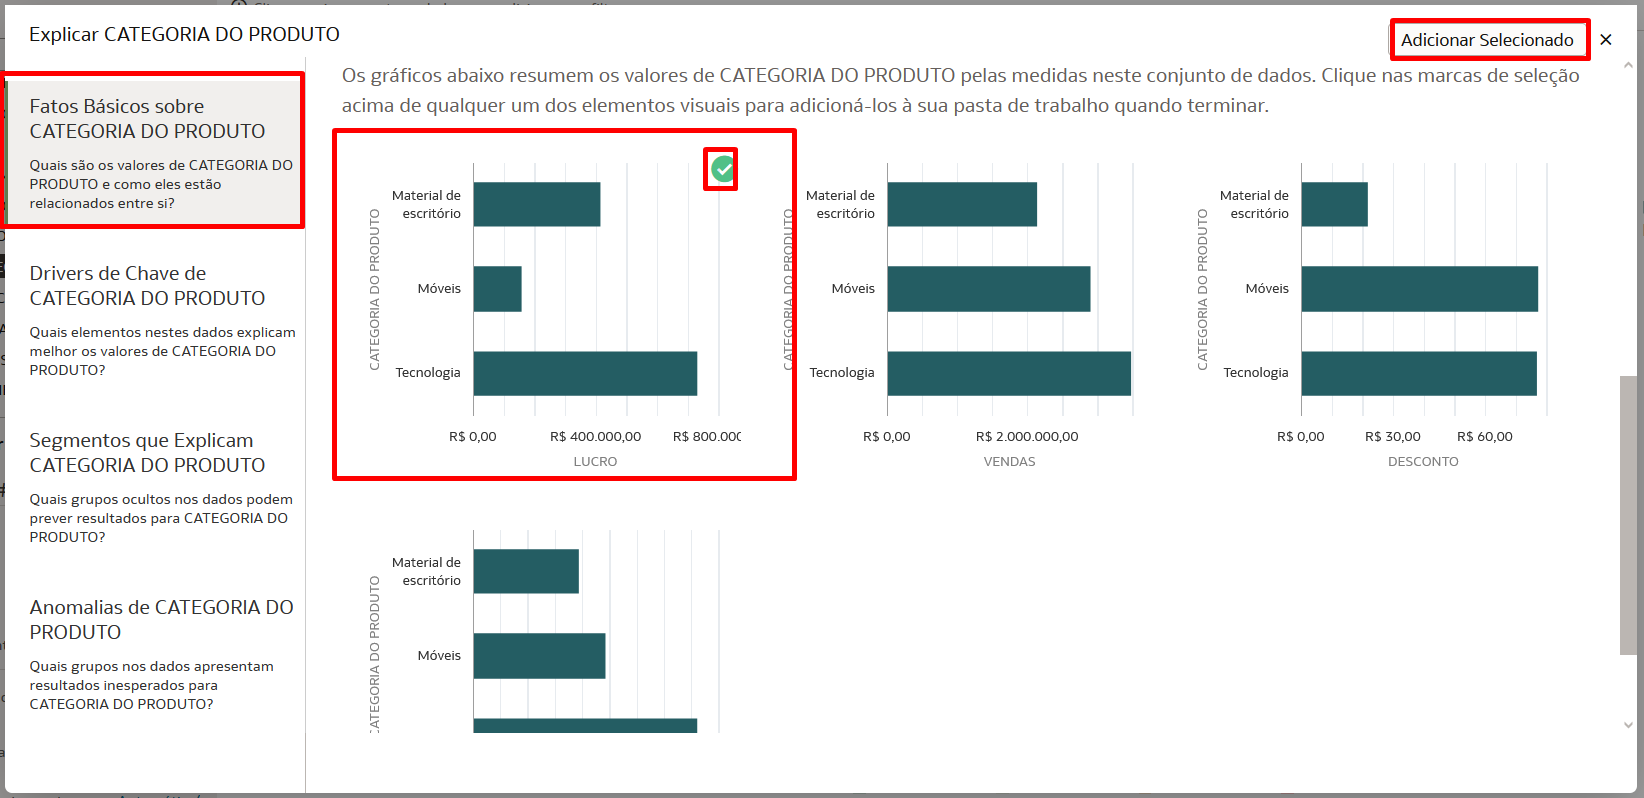 Explicar CATEGORIA DO PRODUTO
Adicionar Selecionado
Fatos Básicos sobre
CATEGORIA DO PRODUTO
Quais são os valores de CATEGORIA DO
PRODUTO e como eles estão
relacionados entre si?
Drivers de Chave de
CATEGORIA DO PRODUTO
Quais elementos nestes dados explicam
melhor os valores de CATEGORIA DO
PRODUTO?
Segmentos que Explicam
CATEGORIA DO PRODUTO
Quais grupos ocultos nos dados podem
prever resultados para CATEGORIA DO
PRODUTO?
Anomalias de CATEGORIA DO
PRODUTO
Quais grupos nos dados apresentam
resultados inesperados para
CATEGORIA DO PRODUTO?
Os gráficos abaixo resumem os valores de CATEGORIA DO PRODUTO pelas medidas neste conjunto de dados. Clique nas marcas de seleção
acima de qualquer um dos elementos visuais para adicioná-los à sua pasta de trabalho quando terminar.
CATEGORIA DO PRODUTO
Material de
escritório
Móveis
Tecnologia
R$ 0,00 R$ 400.000,00 R$ 800.000
LUCRO
CATEGORIA DO PRODUTO
Material de
escritório
Móveis
Tecnologia
R$ 0,00 R$ 2.000.000,00
VENDAS
CATEGORIA DO PRODUTO
Material de
escritório
Móveis
Tecnologia
R$ 0,00 R$ 30,00 R$ 60,00
DESCONTO
CATEGORIA DO PRODUTO
Material de
escritório
Móveis